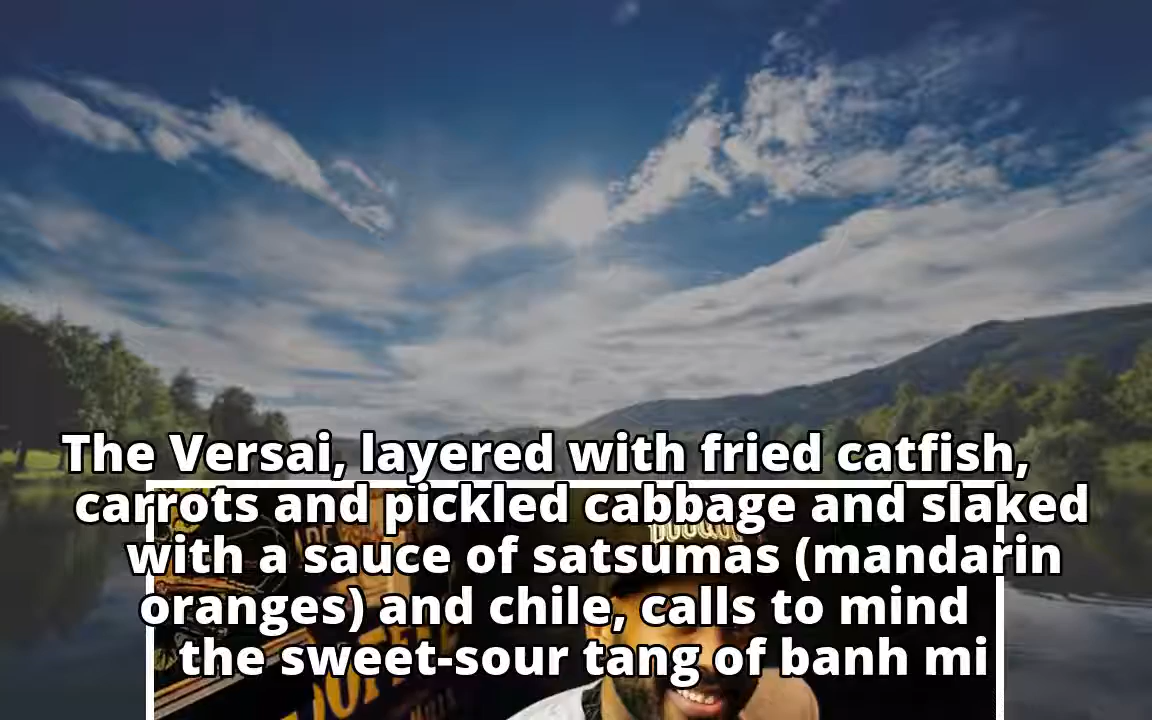 The Versai, layered with fried catfish,
carrots and pickled cabbage and slaked
with a sauce of satsumas (mandarin
oranges) and chile, calls to mind
the sweet-sour tang of banh mi